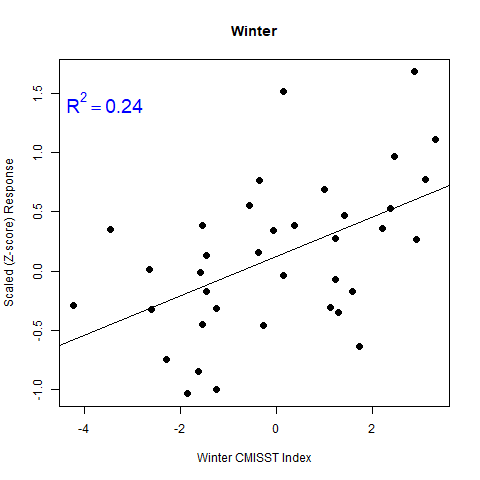 Winter
R² = 0.24
Scaled (Z-score) Response
1.5
1.0
0.5
0.0
-0.5
-1.0
-4 -2 0 2
Winter CMISST Index